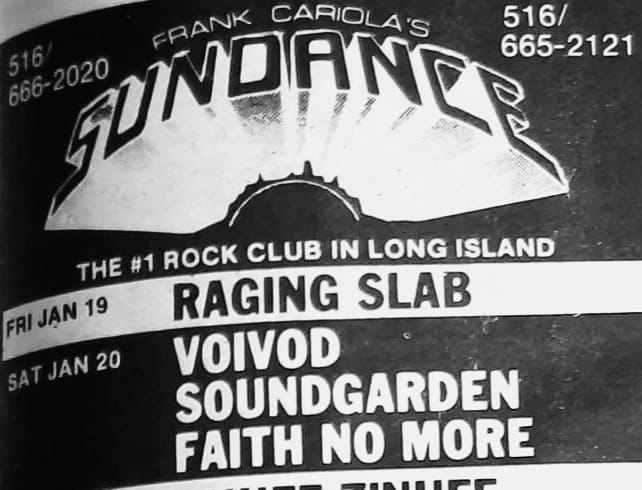 FRANK CARIOLA'S
516/
666-2020
516/
665-2121
SUNDANCE
THE #1 ROCK CLUB IN LONG ISLAND
FRI JAN 19 RAGING SLAB
SAT JAN 20 VOIVOD
SOUNDGARDEN
FAITH NO MORE